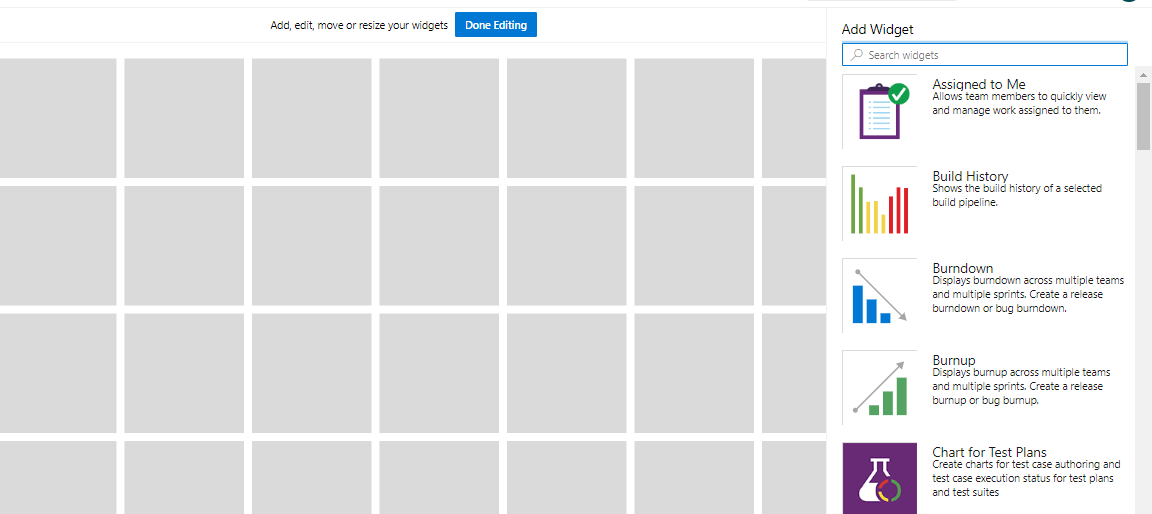 Add, edit, move or resize your widgets
Done Editing
Add Widget
Search widgets
Assigned to Me
Allows team members to quickly view
and manage work assigned to them.
Build History
Shows the build history of a selected
build pipeline.
Burndown
Displays burndown across multiple teams
and multiple sprints. Create a release
burndown or bug burndown.
Burnup
Displays burnup across multiple teams
and multiple sprints. Create a release
burnup or bug burnup.
Chart for Test Plans
Create charts for test case authoring and
test case execution status for test plans
and test suites